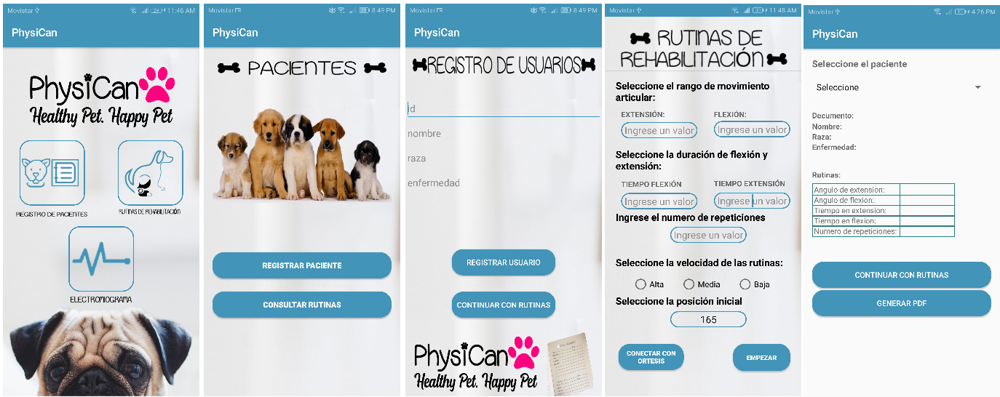 Movistar 11:46 AM
PhysiCan
PhysiCan
Healthy Pet. Happy Pet
REGISTRO DE PACIENTES
RUTINAS DE REHABILITACIÓN
ELECTROMIOGRAMA
Movistar 8:49 PM
PhysiCan
PACIENTES
REGISTRAR PACIENTE
CONSULTAR RUTINAS
Movistar 8:49 PM
PhysiCan
REGISTRO DE USUARIOS
id
nombre
raza
enfermedad
REGISTRAR USUARIO
CONTINUAR CON RUTINAS
PhysiCan
Healthy Pet. Happy Pet
Movistar 11:48 AM
RUTINAS DE
REHABILITACIÓN
Seleccione el rango de movimiento
articular:
EXTENSIÓN: FLEXIÓN:
Ingrese un valor Ingrese un valor
Seleccione la duración de flexión y
extensión:
TIEMPO FLEXIÓN TIEMPO EXTENSIÓN
Ingrese un valor Ingrese un valor
Ingrese el numero de repeticiones
Ingrese un valor
Seleccione la velocidad de las rutinas:
Alta Media Baja
Seleccione la posición inicial
165
CONECTAR CON
ORTESIS
EMPEZAR
Movistar 4:26 PM
PhysiCan
Seleccione el paciente
Seleccione
Documento:
Nombre:
Raza:
Enfermedad:
Rutinas:
Angulo de extension:
Angulo de flexion:
Tiempo en extension:
Tiempo en flexion:
Numero de repeticiones:
CONTINUAR CON RUTINAS
GENERAR PDF